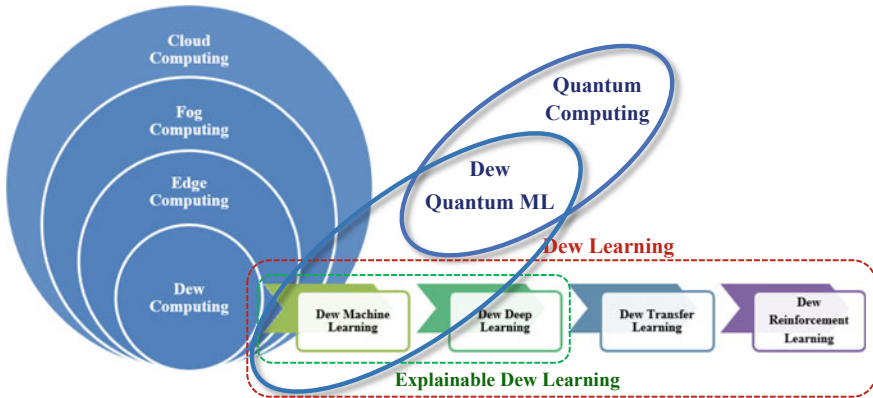 Cloud
Computing
Fog
Computing
Edge
Computing
Dew
Computing
Quantum
Computing
Dew
Quantum ML
Dew Learning
Dew Machine
Learning
Dew Deep
Learning
Dew Transfer
Learning
Dew
Reinforcement
Learning
Explainable Dew Learning